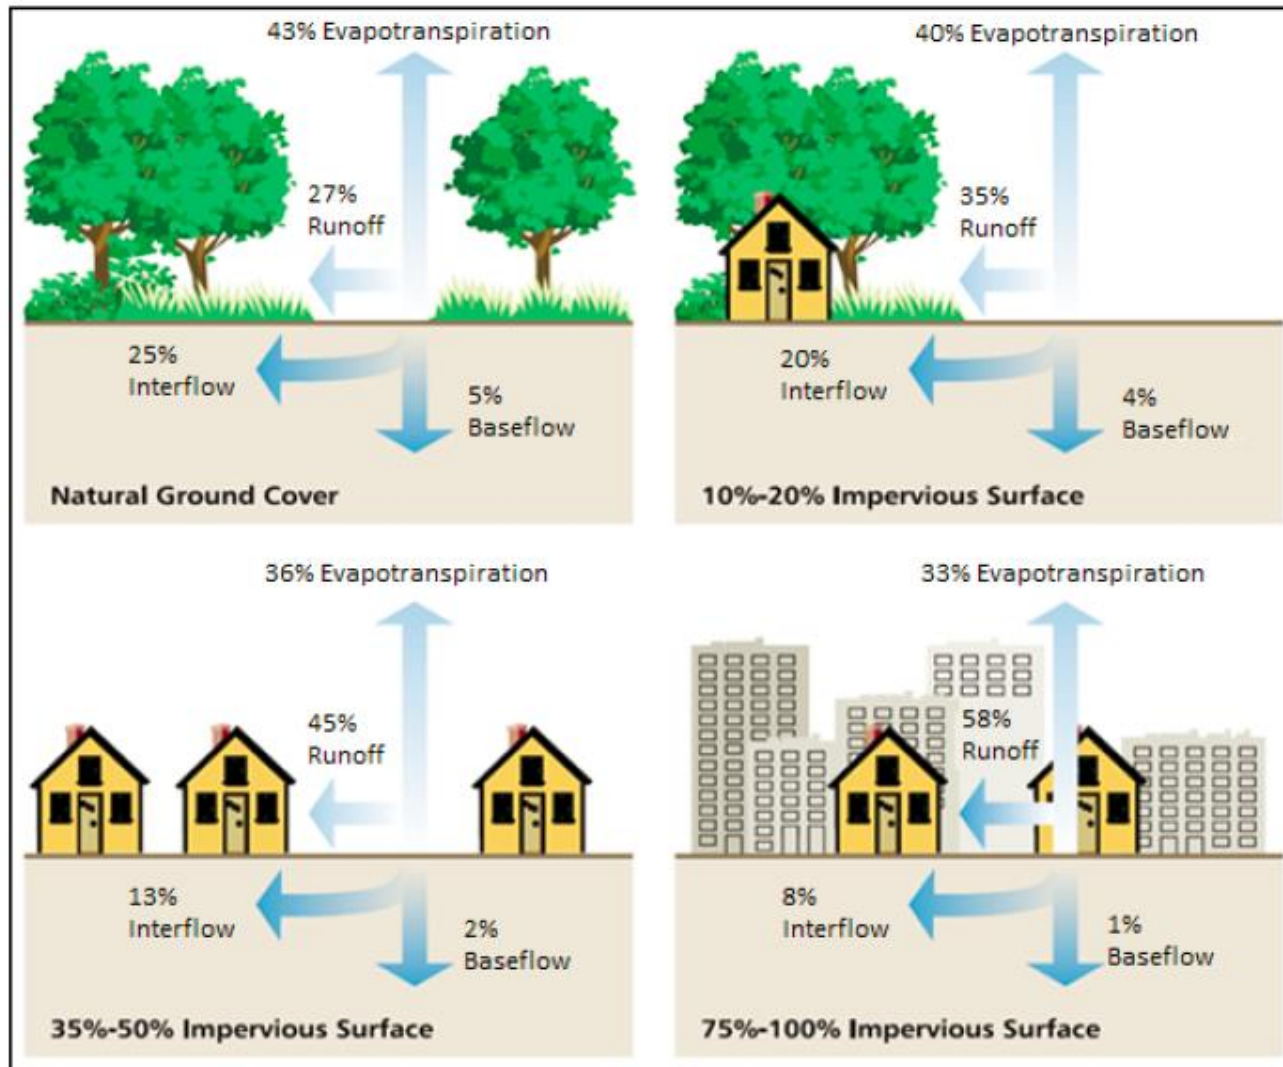 43% Evapotranspiration
27%
Runoff
25%
Interflow
5%
Baseflow
Natural Ground Cover
40% Evapotranspiration
35%
Runoff
20%
Interflow
4%
Baseflow
10%-20% Impervious Surface
36% Evapotranspiration
45%
Runoff
13%
Interflow
2%
Baseflow
35%-50% Impervious Surface
33% Evapotranspiration
58%
Runoff
8%
Interflow
1%
Baseflow
75%-100% Impervious Surface